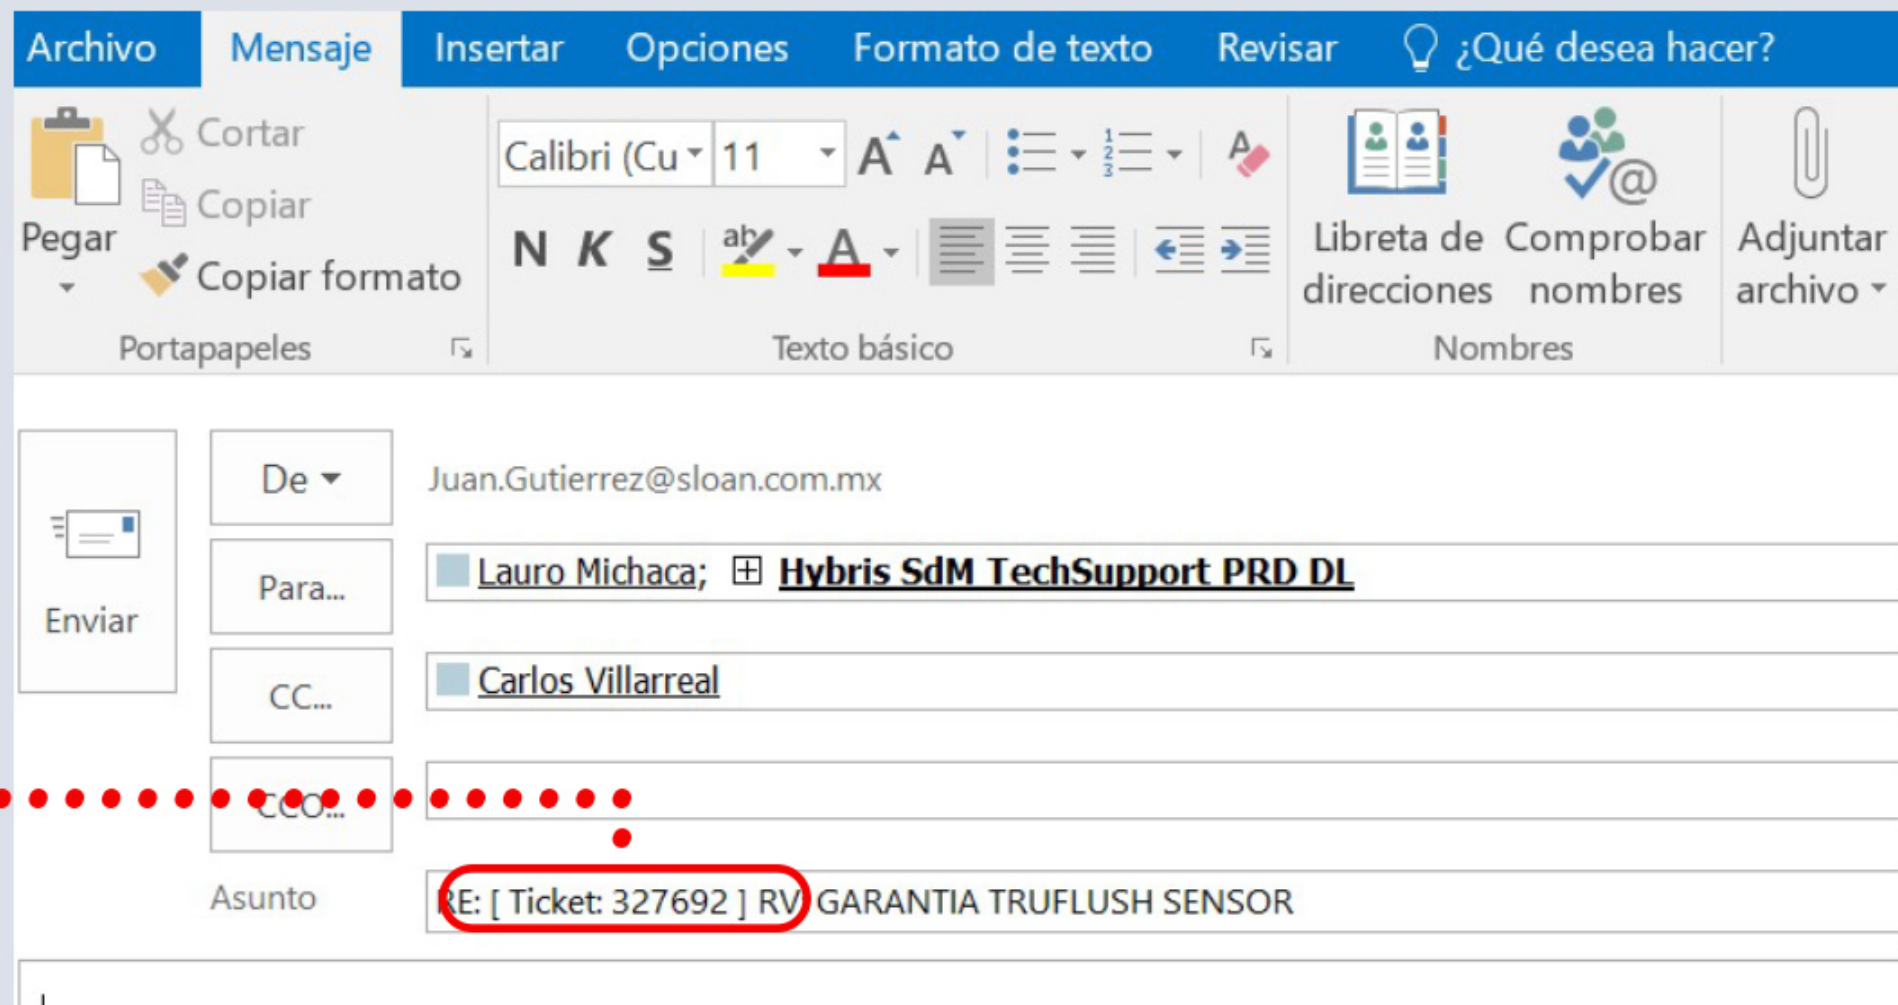 Archivo Mensaje Insertar Opciones Formato de texto Revisar ¿Qué desea hacer?
Pegar
Cortar
Copiar
Copiar formato
Portapapeles
Calibri (Cu 11
N K S
Texto básico
Libreta de direcciones
Comprobar nombres
Nombres
Adjuntar archivo
Enviar
De Juan.Gutierrez@sloan.com.mx
Para... Lauro Michaca; Hybris SdM TechSupport PRD DL
CC... Carlos Villarreal
CCO...
Asunto RE: [ Ticket: 327692 ] RV: GARANTIA TRUFLUSH SENSOR